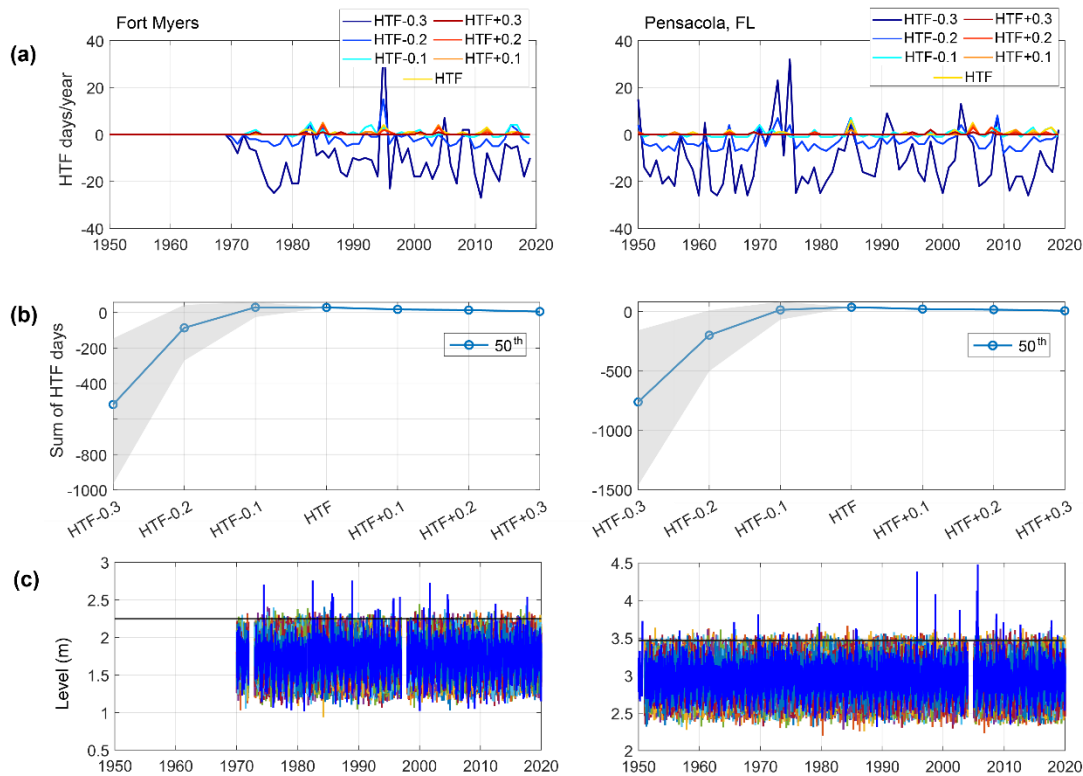 Fort Myers
HTF-0.3 HTF+0.3
HTF-0.2 HTF+0.2
HTF-0.1 HTF+0.1
HTF
Pensacola, FL
HTF-0.3 HTF+0.3
HTF-0.2 HTF+0.2
HTF-0.1 HTF+0.1
HTF
(a)
HTF days/year
40
20
0
-20
-40
1950 1960 1970 1980 1990 2000 2010 2020
40
20
0
-20
-40
1950 1960 1970 1980 1990 2000 2010 2020
(b)
Sum of HTF days
0
-200
-400
-600
-800
-1000
50th
HTF-0.3 HTF-0.2 HTF-0.1 HTF HTF+0.1 HTF+0.2 HTF+0.3
0
-500
-1000
-1500
50th
HTF-0.3 HTF-0.2 HTF-0.1 HTF HTF+0.1 HTF+0.2 HTF+0.3
(c)
Level (m)
3
2.5
2
1.5
1
0.5
1950 1960 1970 1980 1990 2000 2010 2020
4.5
4
3.5
3
2.5
2
1950 1960 1970 1980 1990 2000 2010 2020